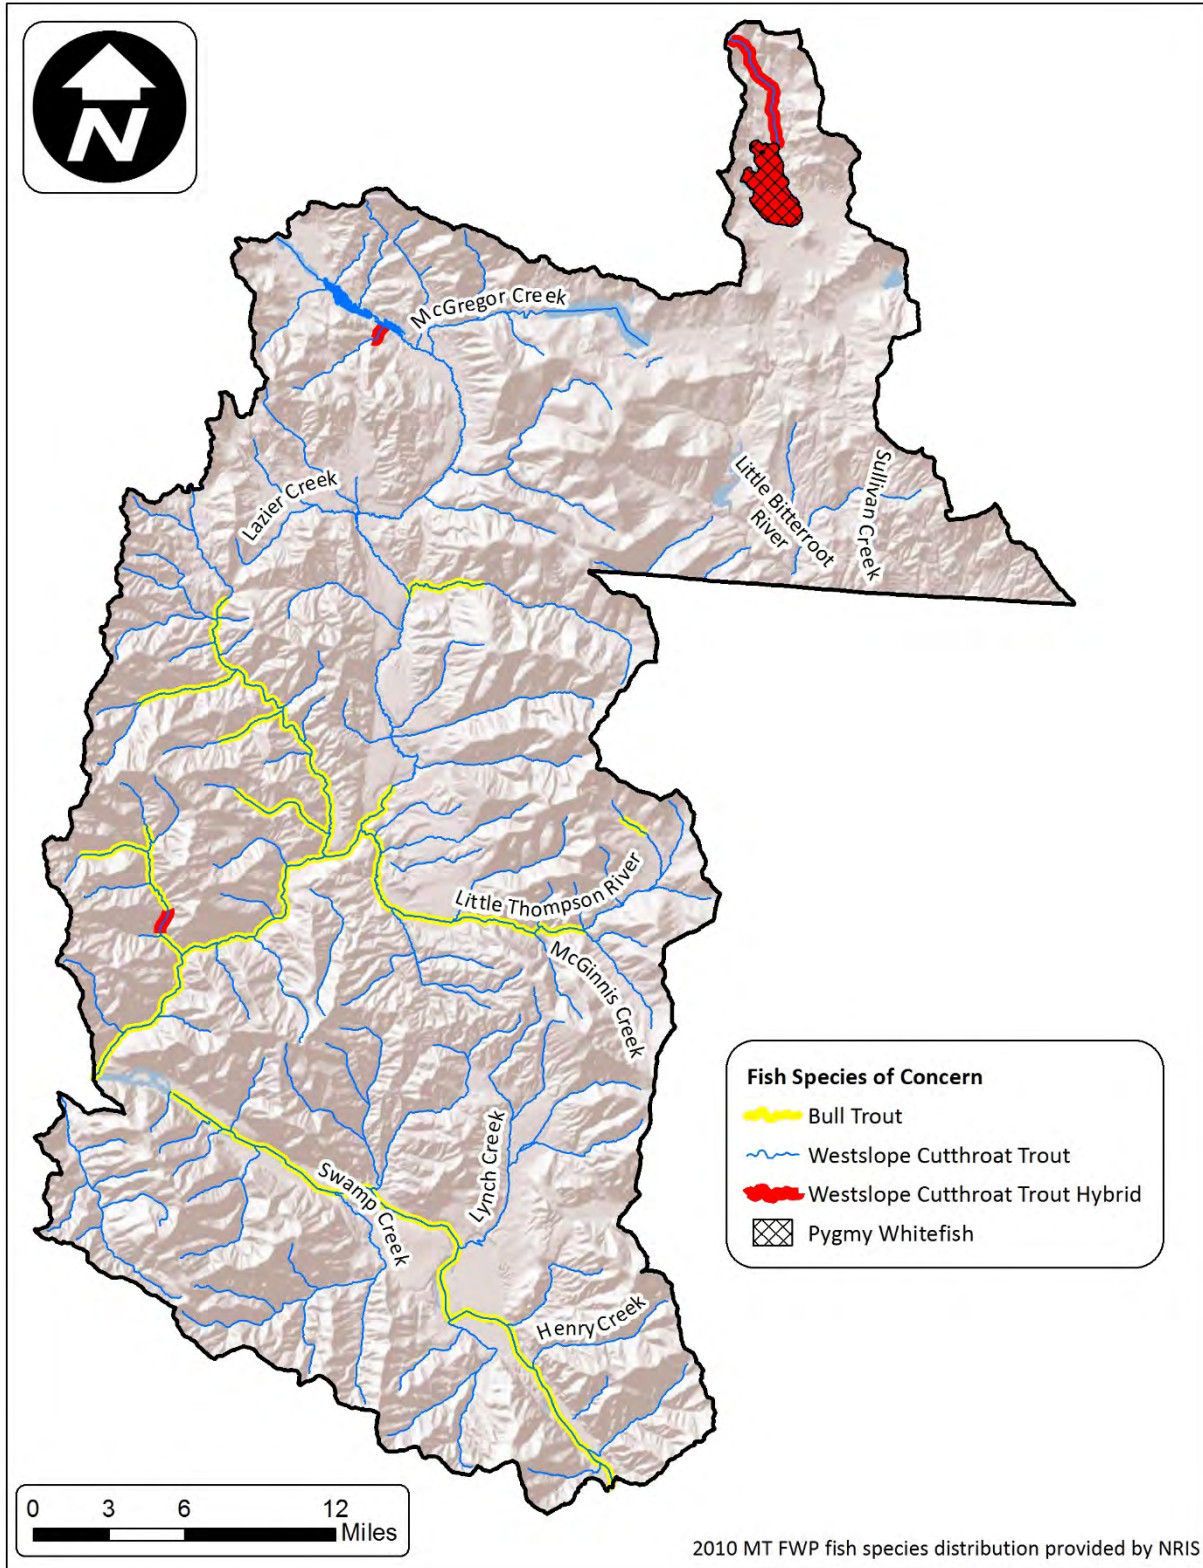 N
McGregor Creek
Lazier Creek
Little Bitterroot
River
Sullivan Creek
Little Thompson River
McGinnis Creek
Fish Species of Concern
Bull Trout
Westslope Cutthroat Trout
Westslope Cutthroat Trout Hybrid
Pygmy Whitefish
Lynch Creek
Swamp Creek
Henry Creek
0 3 6 12
Miles
2010 MT FWP fish species distribution provided by NRIS